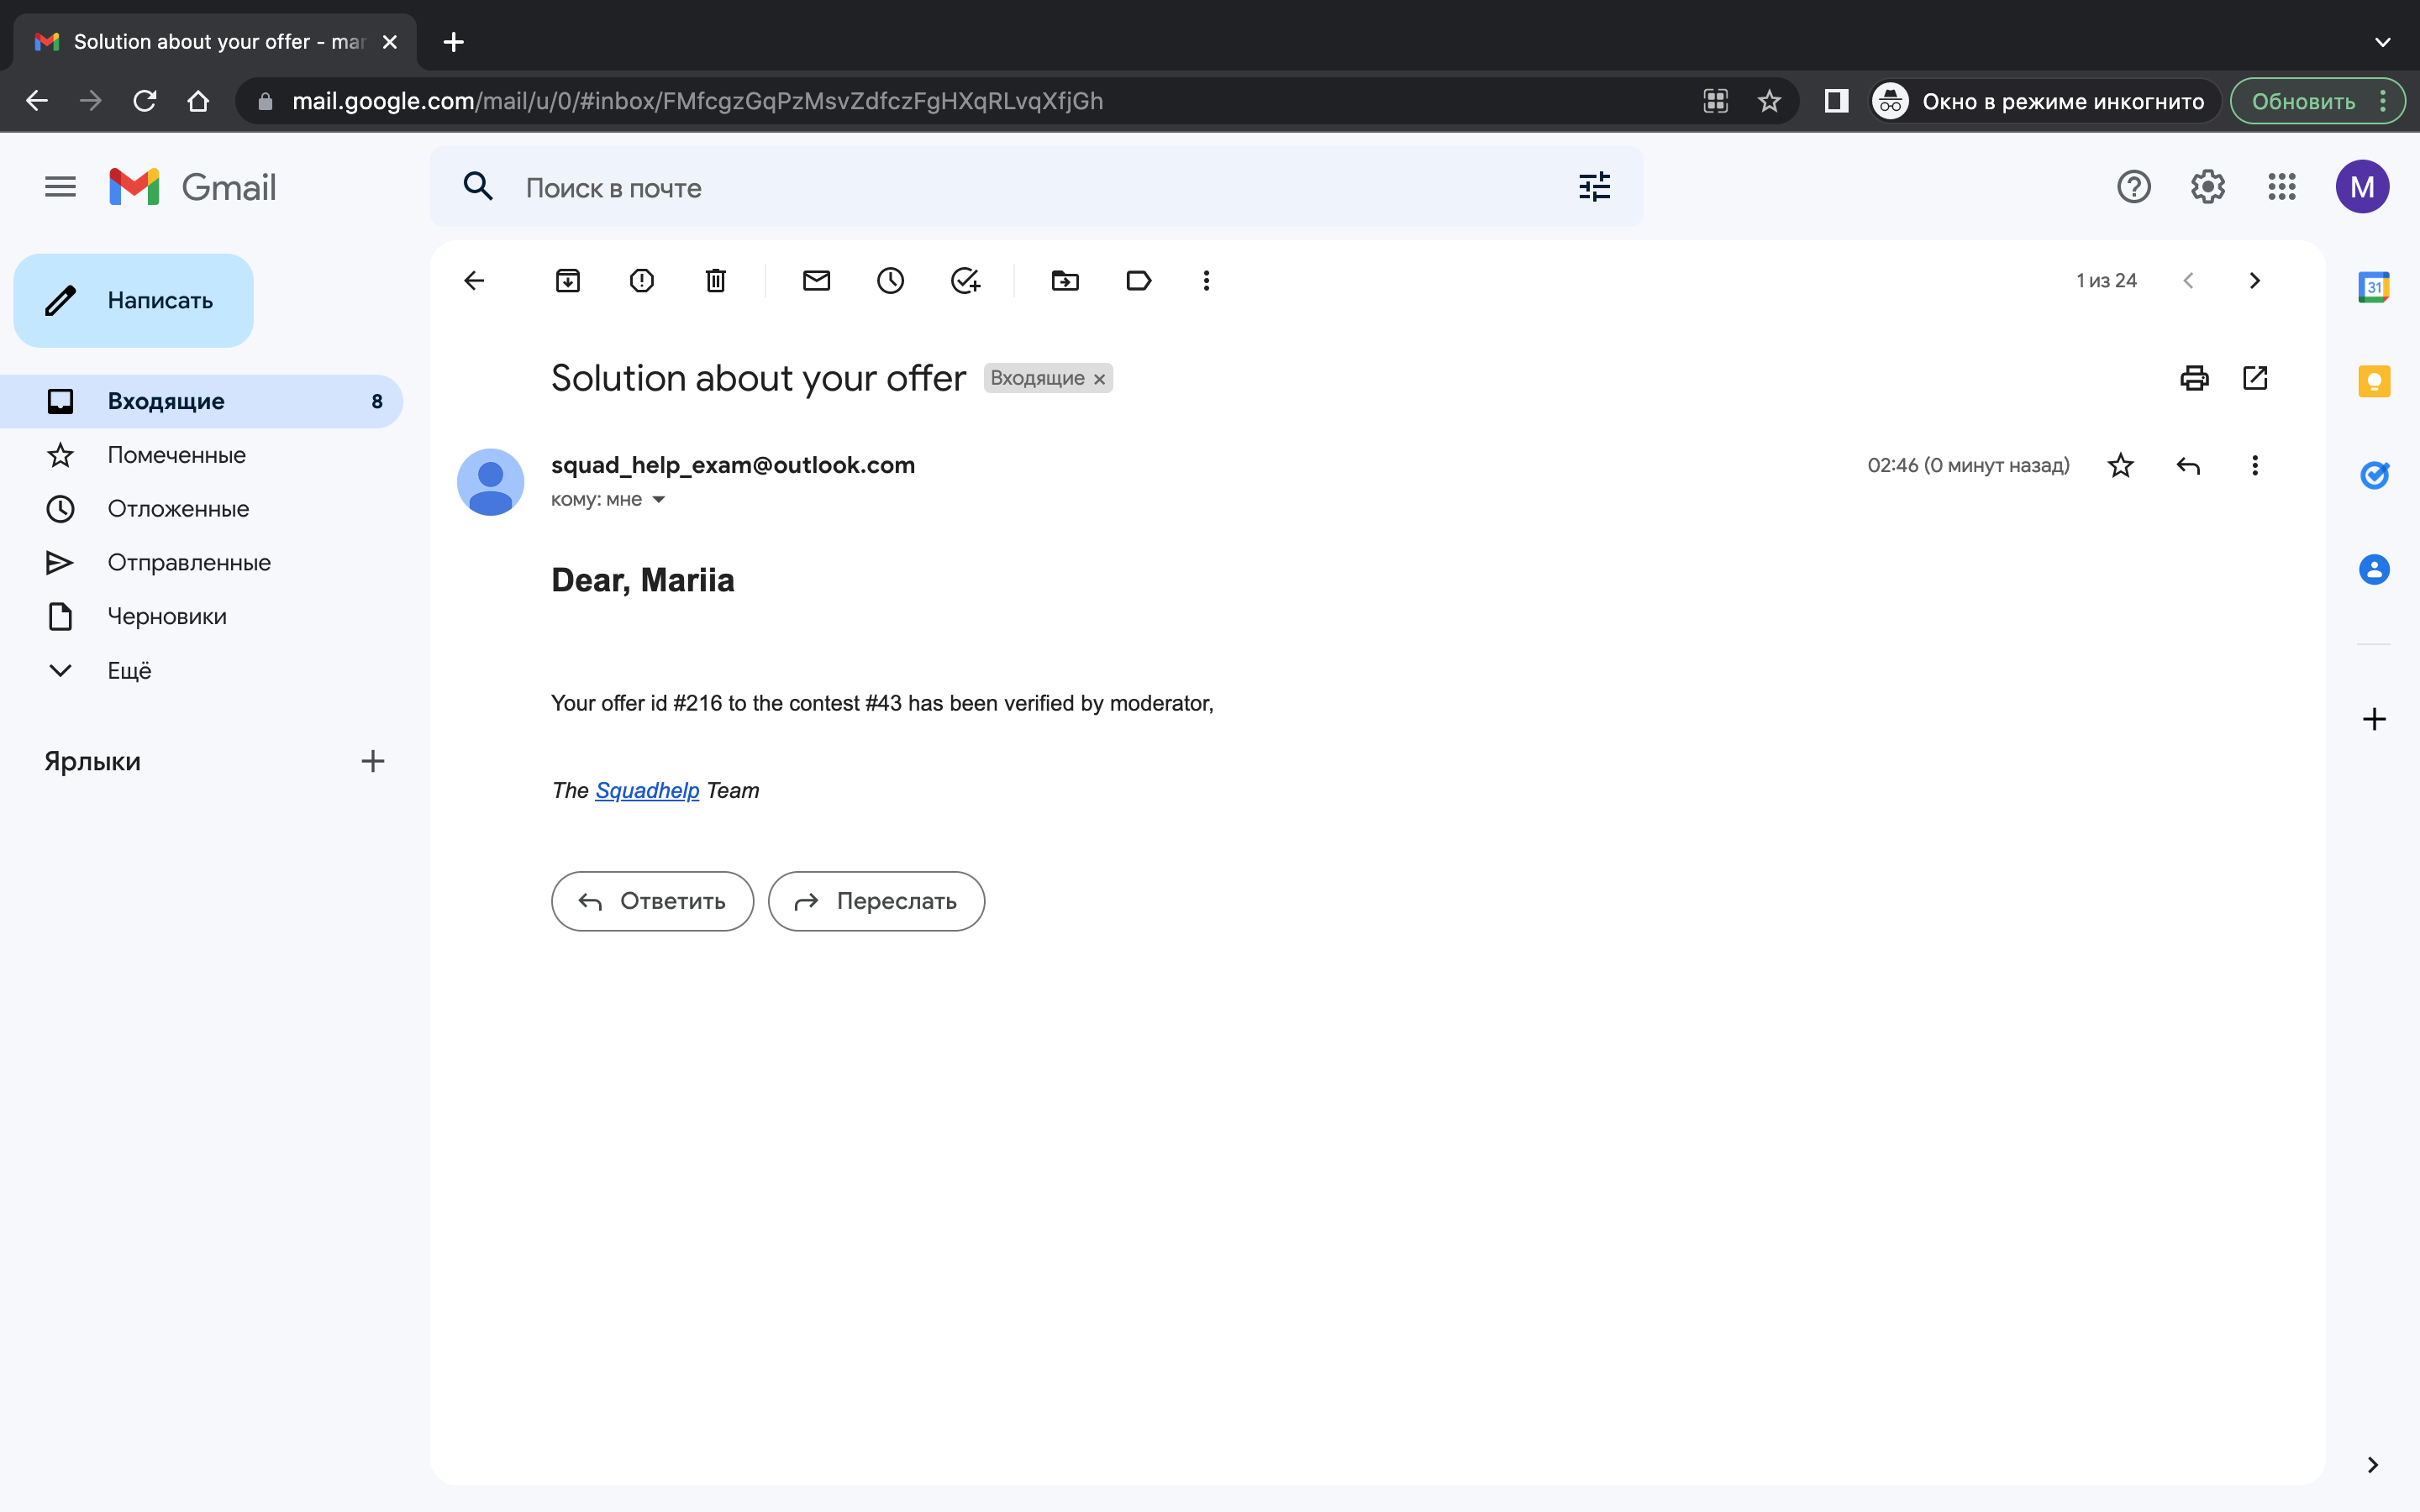 Solution about your offer - mar
mail.google.com/mail/u/0/#inbox/FMfcgzGqPzMsvZdfczFgHXqRLvqXfjGh
Окно в режиме инкогнито
Обновить
Gmail
Поиск в почте
M
Написать
1 из 24
31
Solution about your offer
Входящие
Входящие
8
Помеченные
Отложенные
Отправленные
Черновики
Ещё
Ярлыки
squad_help_exam@outlook.com
02:46 (0 минут назад)
кому: мне
Dear, Mariia
Your offer id #216 to the contest #43 has been verified by moderator,
The Squadhelp Team
Ответить
Переслать